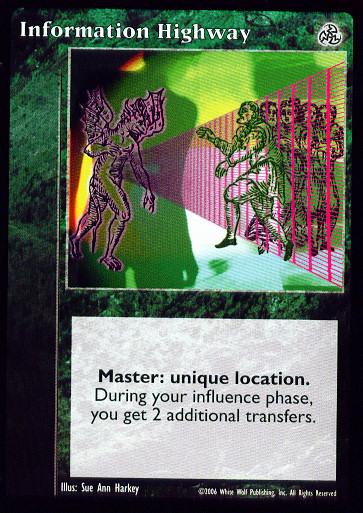 Information Highway
Master: unique location.
During your influence phase,
you get 2 additional transfers.
Illus: Sue Ann Harkey
©2006 White Wolf Publishing, Inc. All Rights Reserved